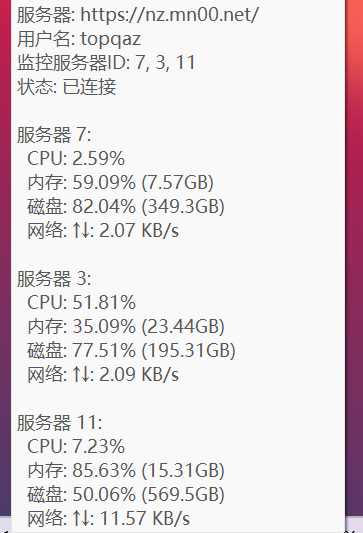 服务器: https://nz.mn00.net/
用户名: topqaz
监控服务器ID: 7, 3, 11
状态: 已连接
服务器 7:
CPU: 2.59%
内存: 59.09% (7.57GB)
磁盘: 82.04% (349.3GB)
网络: ↑↓: 2.07 KB/s
服务器 3:
CPU: 51.81%
内存: 35.09% (23.44GB)
磁盘: 77.51% (195.31GB)
网络: ↑↓: 2.09 KB/s
服务器 11:
CPU: 7.23%
内存: 85.63% (15.31GB)
磁盘: 50.06% (569.5GB)
网络: ↑↓: 11.57 KB/s